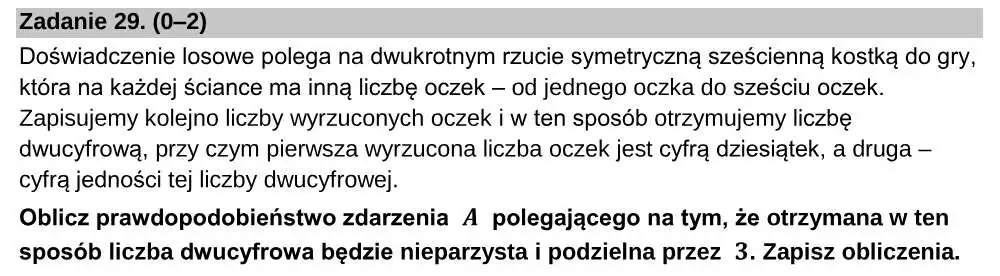 Zadanie 29. (0–2)
Doświadczenie losowe polega na dwukrotnym rzucie symetryczną sześcienną kostką do gry,
która na każdej ściance ma inną liczbę oczek – od jednego oczka do sześciu oczek.
Zapisujemy kolejno liczby wyrzuconych oczek i w ten sposób otrzymujemy liczbę
dwucyfrową, przy czym pierwsza wyrzucona liczba oczek jest cyfrą dziesiątek, a druga –
cyfrą jedności tej liczby dwucyfrowej.
Oblicz prawdopodobieństwo zdarzenia A polegającego na tym, że otrzymana w ten
sposób liczba dwucyfrowa będzie nieparzysta i podzielna przez 3. Zapisz obliczenia.